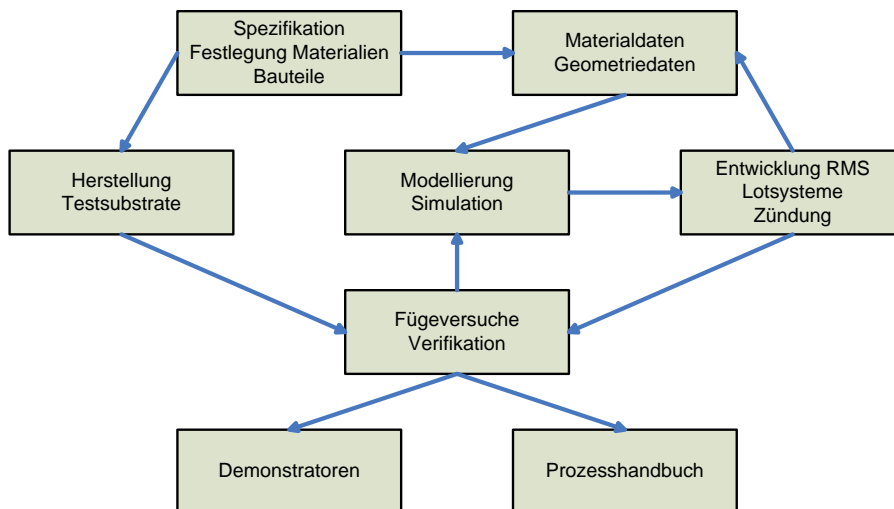 Spezifikation
Festlegung Materialien
Bauteile
Materialdaten
Geometriedaten
Herstellung
Testsubstrate
Modellierung
Simulation
Entwicklung RMS
Lotsysteme
Zündung
Fügeversuche
Verifikation
Demonstratoren
Prozesshandbuch